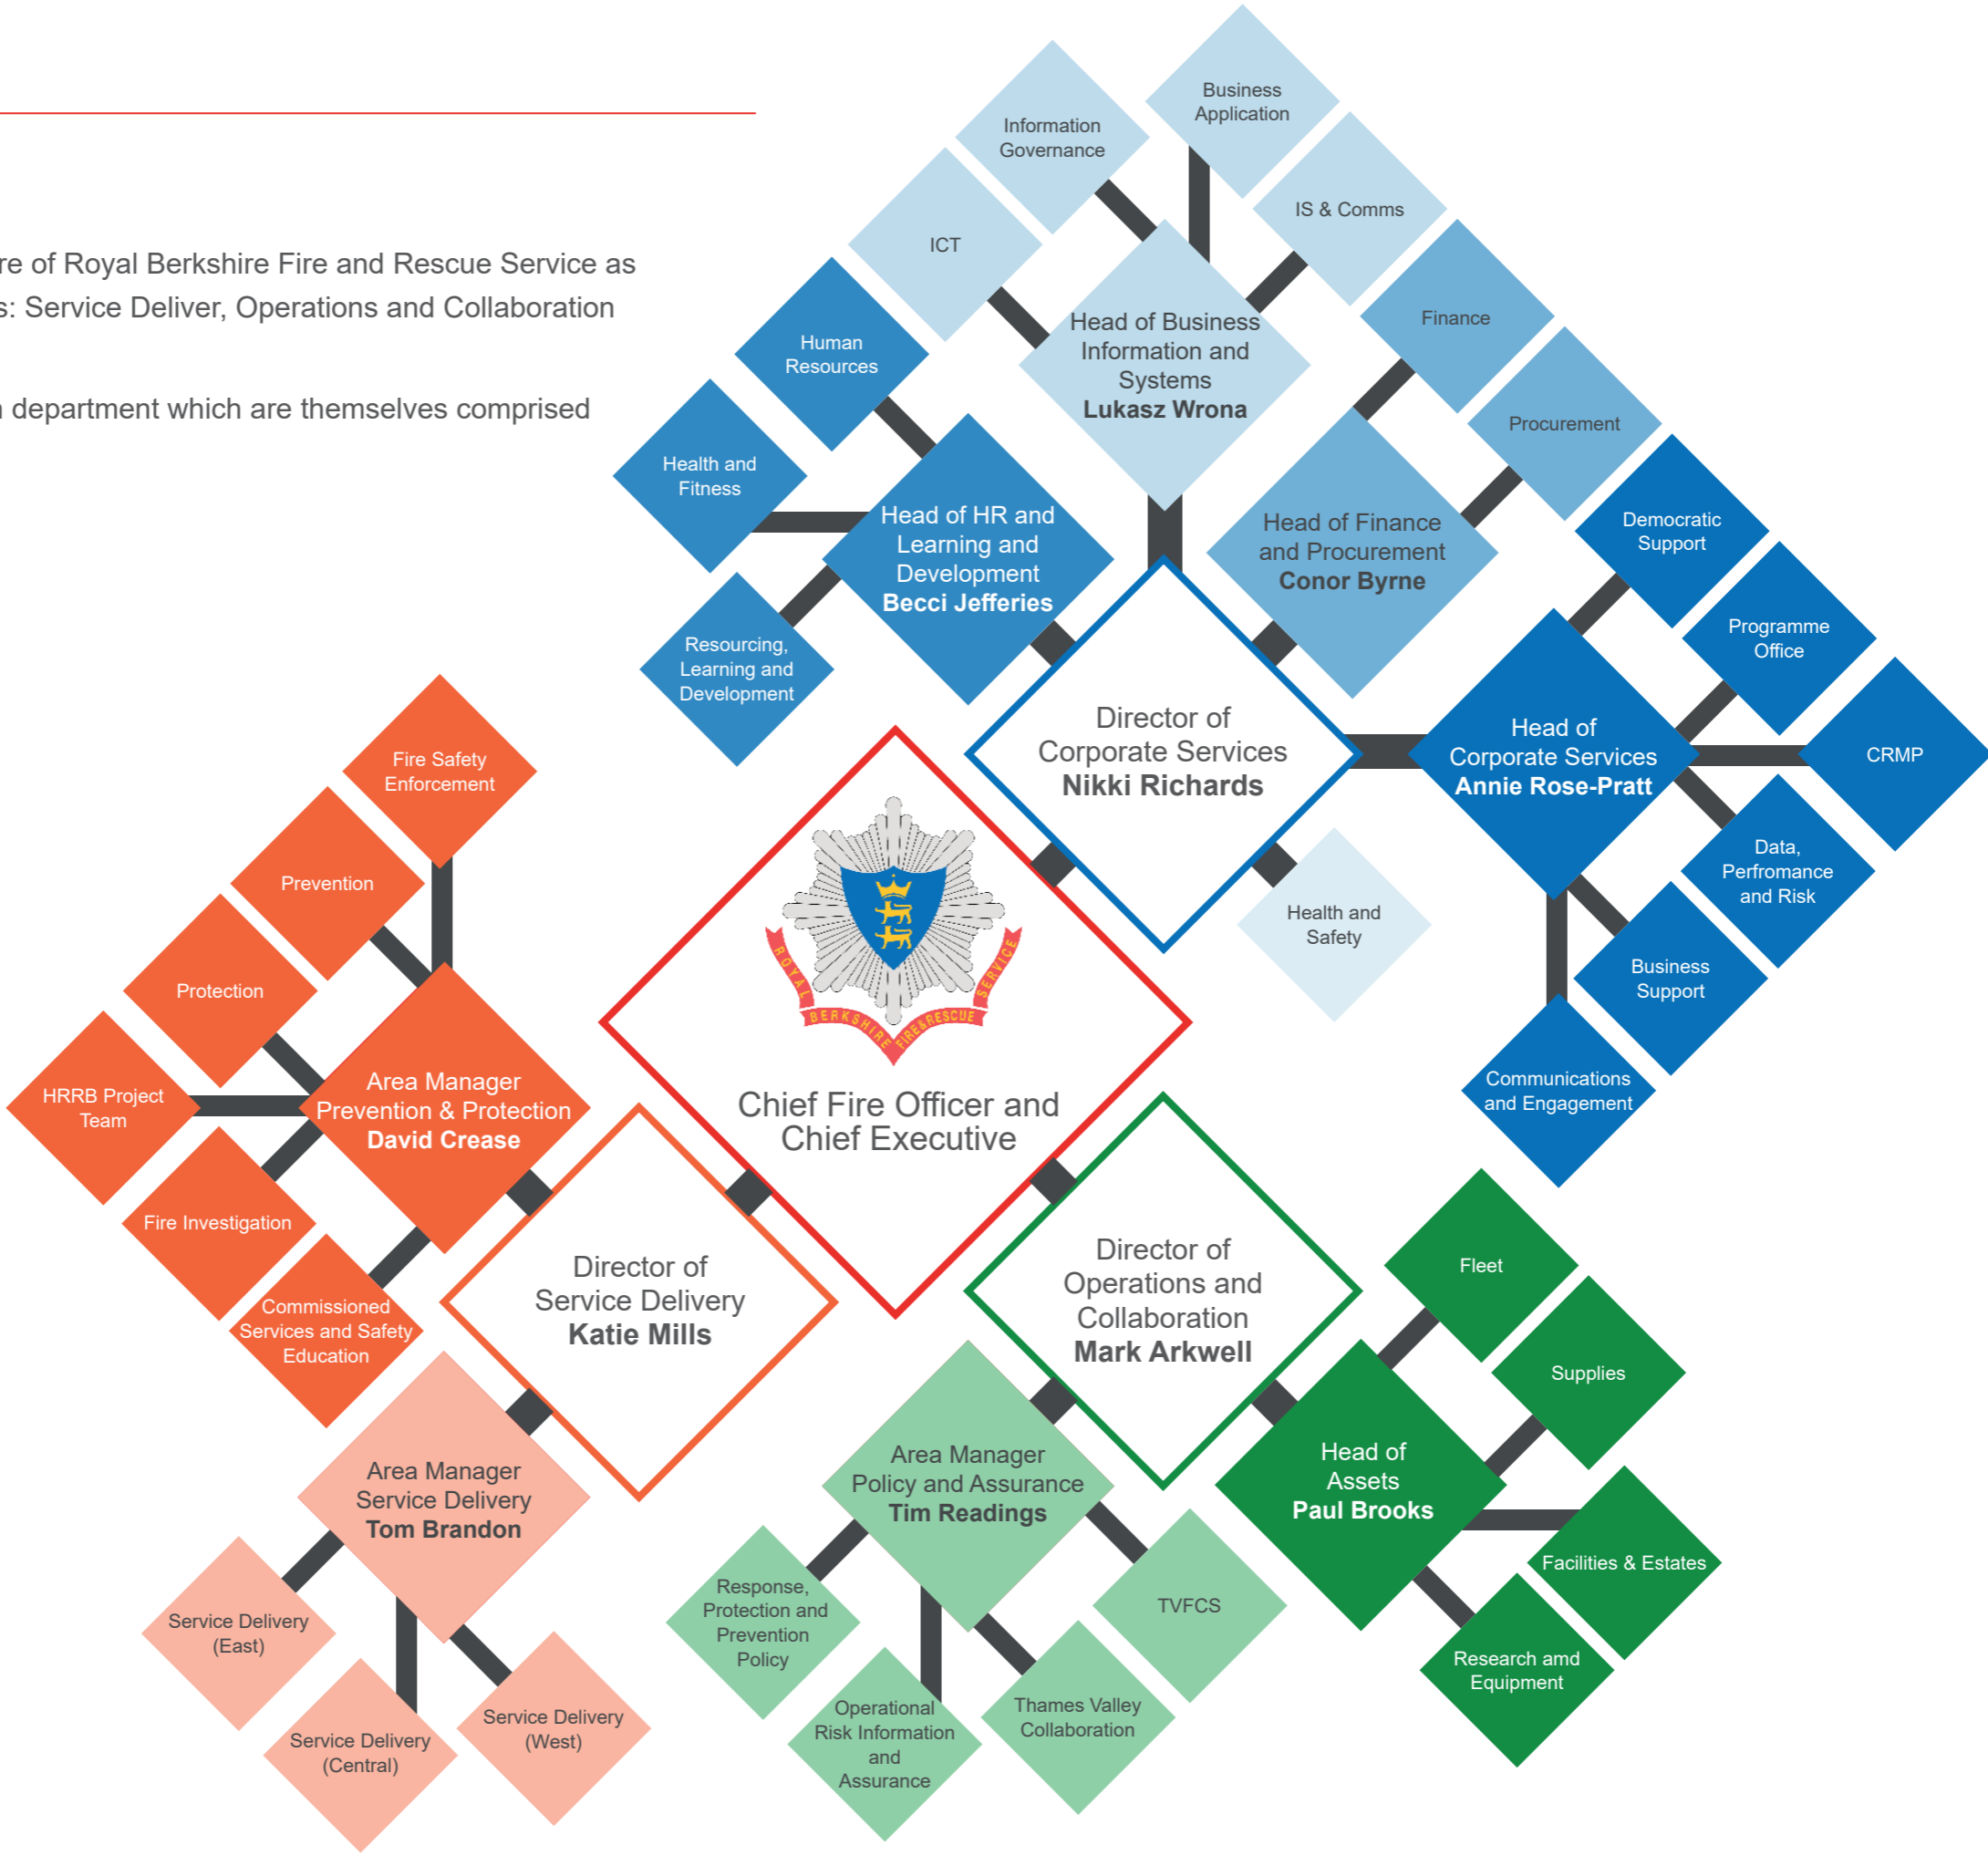 re of Royal Berkshire Fire and Rescue Service as
s: Service Deliver, Operations and Collaboration
department which are themselves comprised
Business
Application
Information
Governance
IS & Comms
ICT
Head of Business
Information and
Systems
Lukasz Wrona
Finance
Procurement
Human
Resources
Health and
Fitness
Head of HR and
Learning and
Development
Becci Jefferies
Resourcing,
Learning and
Development
Head of Finance
and Procurement
Conor Byrne
Democratic
Support
Programme
Office
CRMP
Director of
Corporate Services
Nikki Richards
Head of
Corporate Services
Annie Rose-Pratt
Data,
Perfromance
and Risk
Business
Support
Communications
and Engagement
Health and
Safety
Fire Safety
Enforcement
Prevention
Protection
HRRB Project
Team
Area Manager
Prevention & Protection
David Crease
Fire Investigation
Commissioned
Services and Safety
Education
ROYAL
BERKSHIRE
FIRE&RESCUE
SERVICE
Chief Fire Officer and
Chief Executive
Director of
Service Delivery
Katie Mills
Director of
Operations and
Collaboration
Mark Arkwell
Fleet
Supplies
Head of
Assets
Paul Brooks
Facilities & Estates
Research amd
Equipment
Area Manager
Service Delivery
Tom Brandon
Service Delivery
(East)
Service Delivery
(Central)
Service Delivery
(West)
Area Manager
Policy and Assurance
Tim Readings
Response,
Protection and
Prevention
Policy
Operational
Risk Information
and
Assurance
Thames Valley
Collaboration
TVFCS